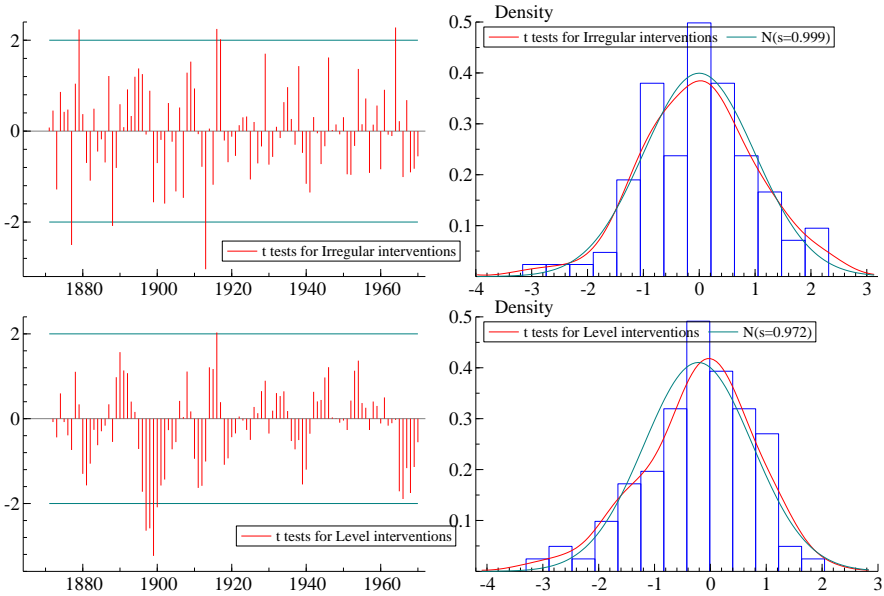 2
0
-2
t tests for Irregular interventions
1880 1900 1920 1940 1960
Density
0.5
t tests for Irregular interventions N(s=0.999)
0.4
0.3
0.2
0.1
-4 -3 -2 -1 0 1 2 3
2
0
-2
t tests for Level interventions
1880 1900 1920 1940 1960
Density
0.5
t tests for Level interventions N(s=0.972)
0.4
0.3
0.2
0.1
-4 -3 -2 -1 0 1 2 3